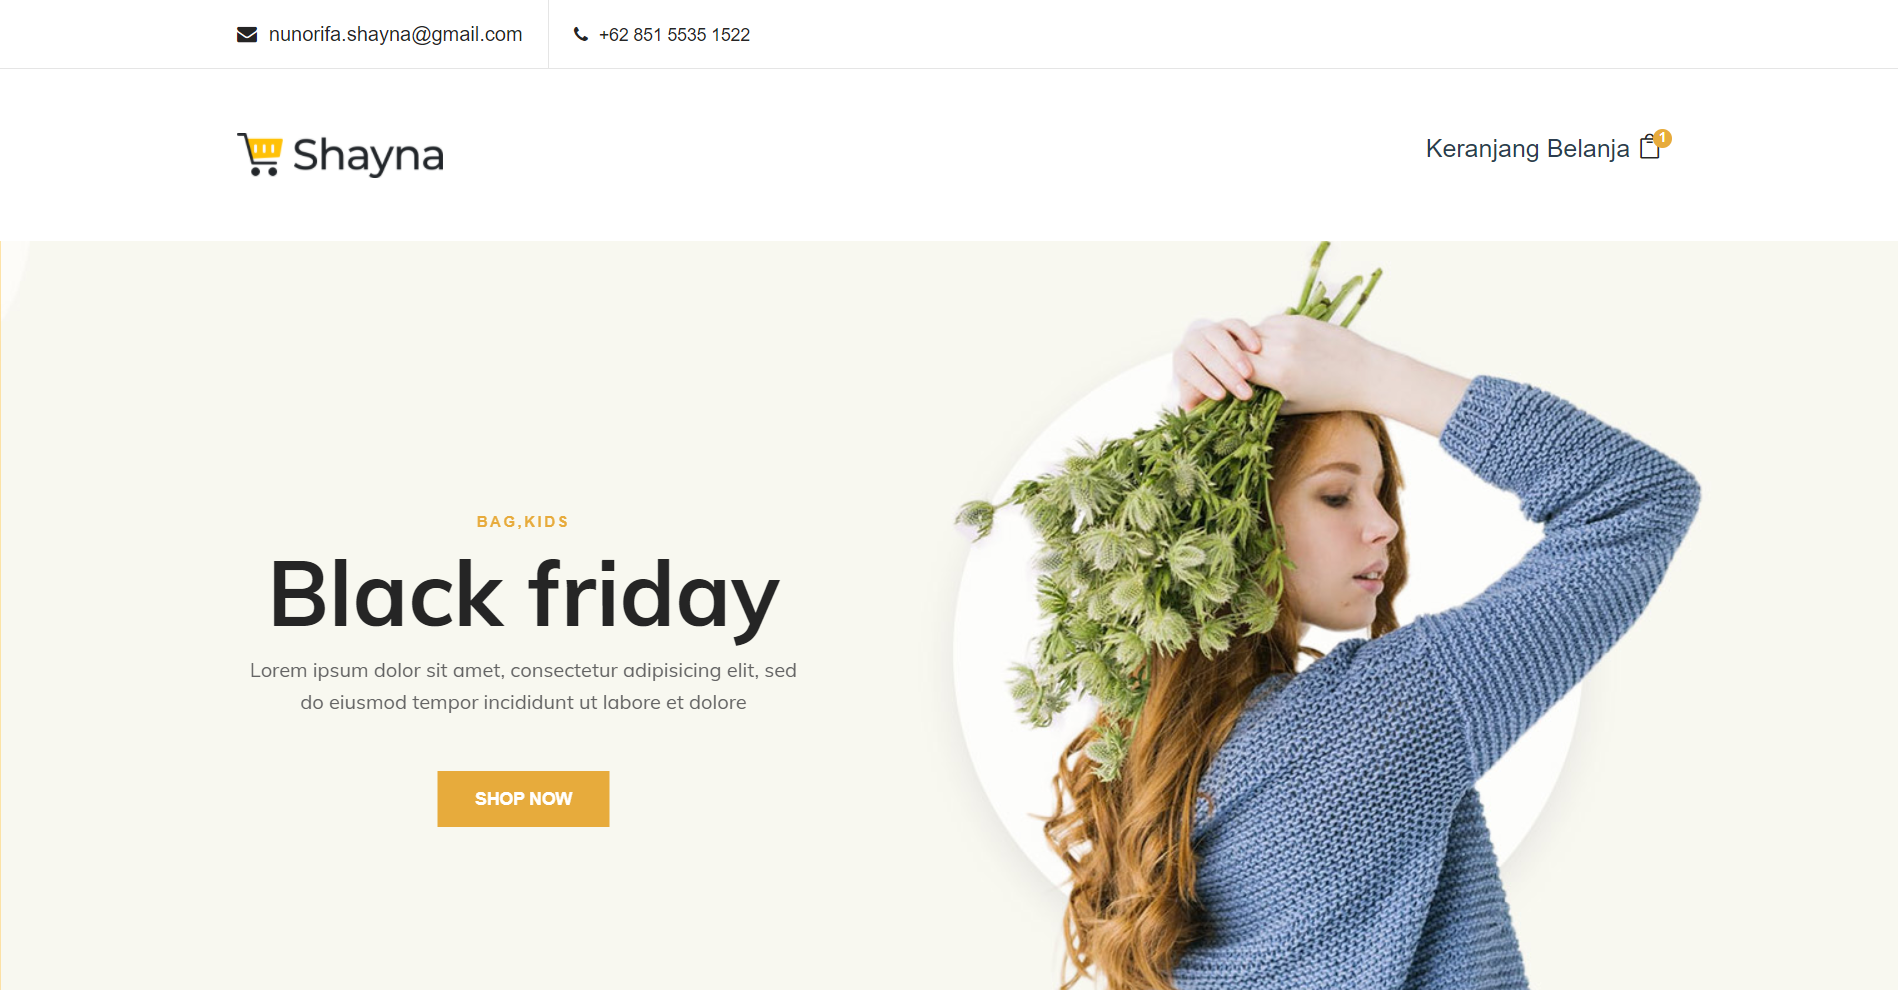 nunorifa.shayna@gmail.com
+62 851 5535 1522
Shayna
Keranjang Belanja 1
BAG,KIDS
Black friday
Lorem ipsum dolor sit amet, consectetur adipisicing elit, sed
do eiusmod tempor incididunt ut labore et dolore
SHOP NOW